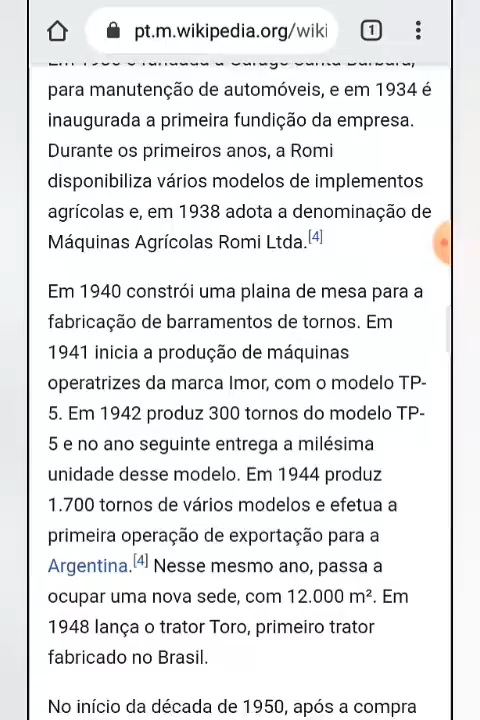 pt.m.wikipedia.org/wiki
1
para manutenção de automóveis, e em 1934 é
inaugurada a primeira fundição da empresa.
Durante os primeiros anos, a Romi
disponibiliza vários modelos de implementos
agrícolas e, em 1938 adota a denominação de
Máquinas Agrícolas Romi Ltda.[4]
Em 1940 constrói uma plaina de mesa para a
fabricação de barramentos de tornos. Em
1941 inicia a produção de máquinas
operatrizes da marca Imor, com o modelo TP-
5. Em 1942 produz 300 tornos do modelo TP-
5 e no ano seguinte entrega a milésima
unidade desse modelo. Em 1944 produz
1.700 tornos de vários modelos e efetua a
primeira operação de exportação para a
Argentina.[4] Nesse mesmo ano, passa a
ocupar uma nova sede, com 12.000 m². Em
1948 lança o trator Toro, primeiro trator
fabricado no Brasil.
No início da década de 1950, após a compra